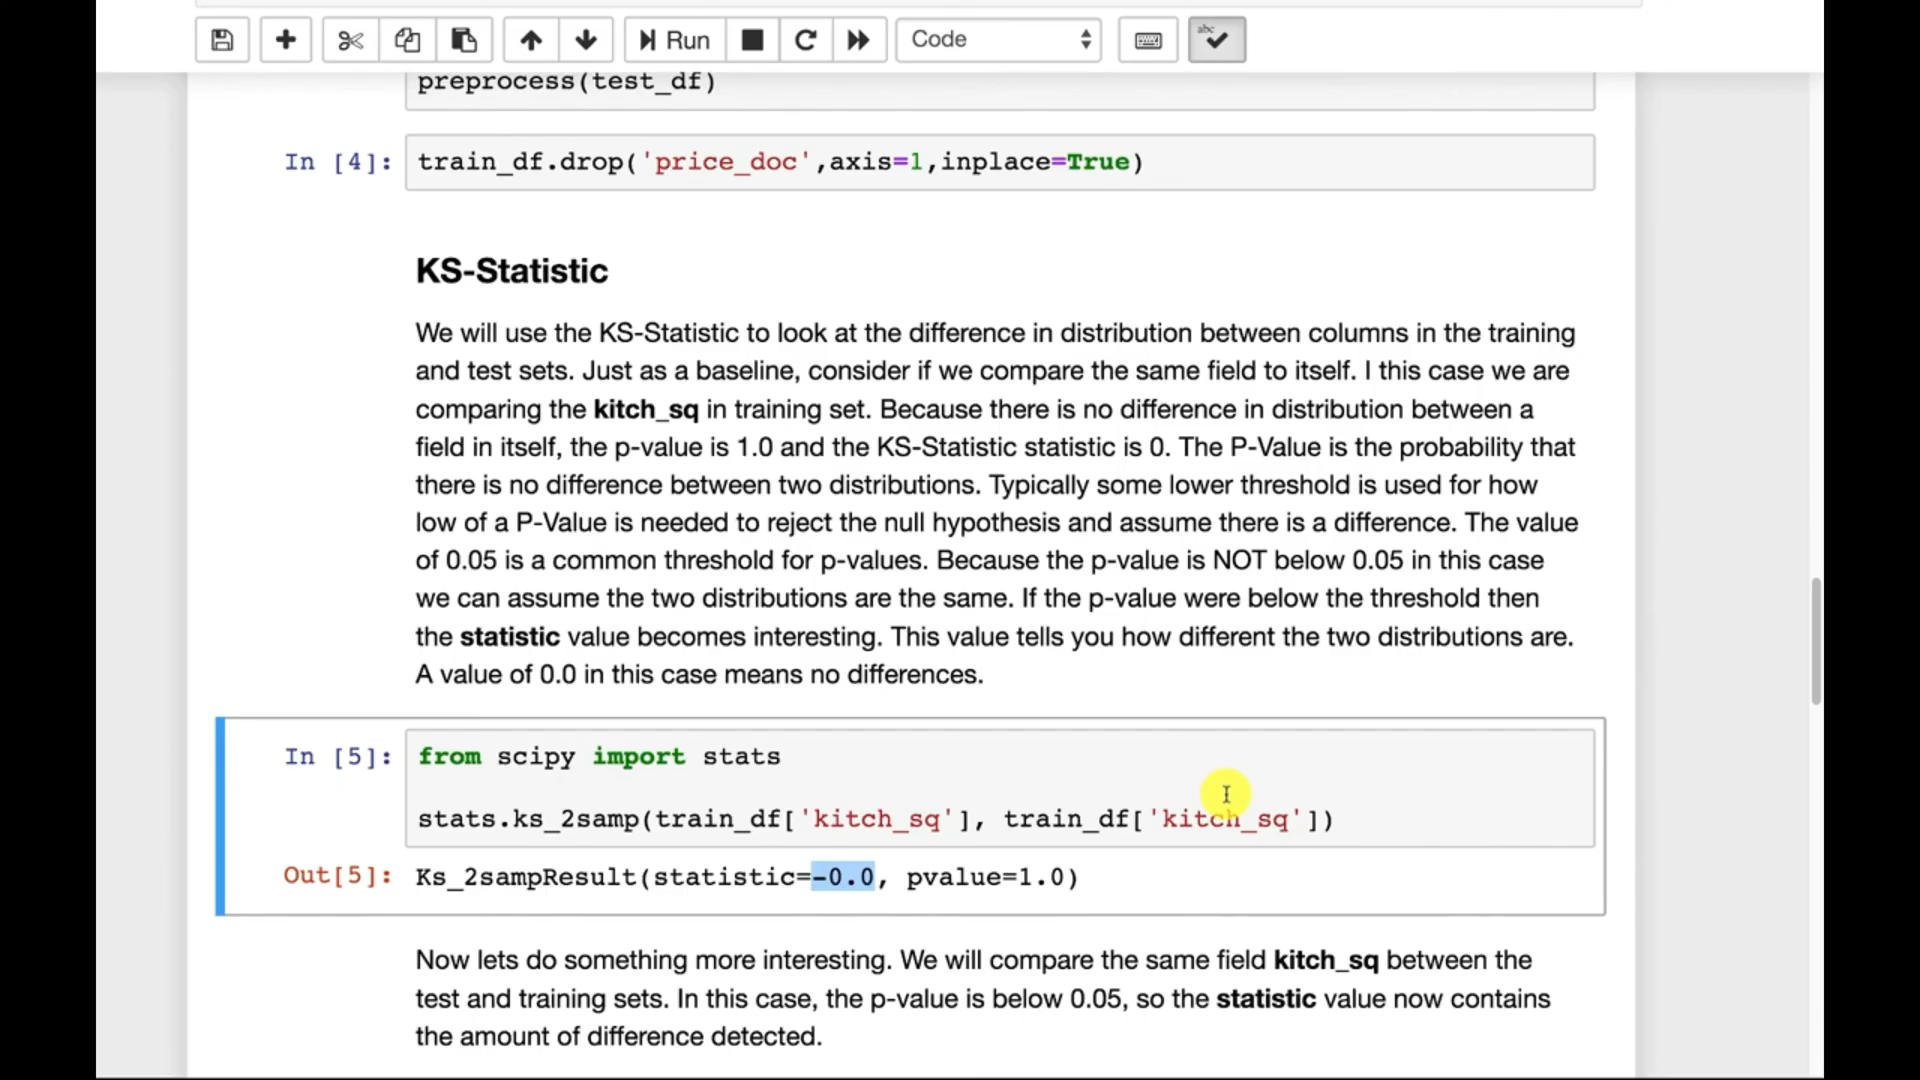 Run
Code
abc
preprocess(test_df)
In [4]: train_df.drop('price_doc',axis=1,inplace=True)
KS-Statistic
We will use the KS-Statistic to look at the difference in distribution between columns in the training
and test sets. Just as a baseline, consider if we compare the same field to itself. I this case we are
comparing the kitch_sq in training set. Because there is no difference in distribution between a
field in itself, the p-value is 1.0 and the KS-Statistic statistic is 0. The P-Value is the probability that
there is no difference between two distributions. Typically some lower threshold is used for how
low of a P-Value is needed to reject the null hypothesis and assume there is a difference. The value
of 0.05 is a common threshold for p-values. Because the p-value is NOT below 0.05 in this case
we can assume the two distributions are the same. If the p-value were below the threshold then
the statistic value becomes interesting. This value tells you how different the two distributions are.
A value of 0.0 in this case means no differences.
In [5]: from scipy import stats
stats.ks_2samp(train_df['kitch_sq'], train_df['kitch_sq'])
Out[5]: Ks_2sampResult(statistic=-0.0, pvalue=1.0)
Now lets do something more interesting. We will compare the same field kitch_sq between the
test and training sets. In this case, the p-value is below 0.05, so the statistic value now contains
the amount of difference detected.